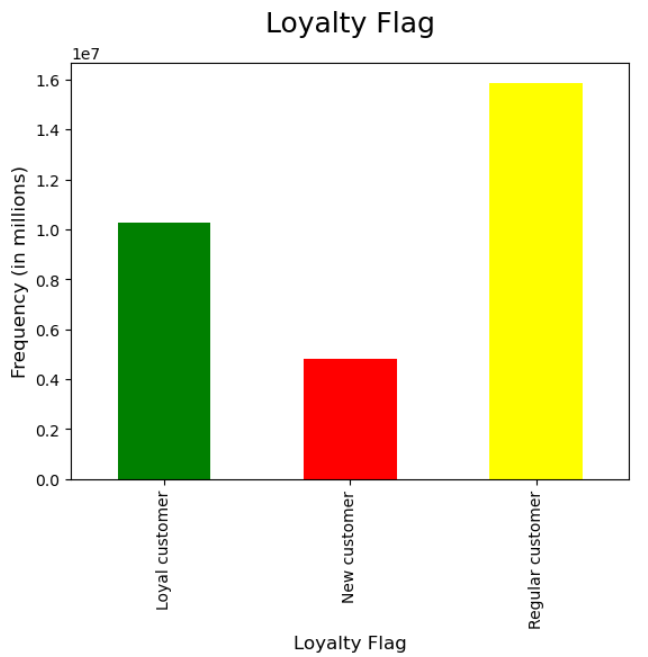 Loyalty Flag
1e7
1.6
1.4
1.2
1.0
0.8
0.6
0.4
0.2
0.0
Frequency (in millions)
Loyal customer
New customer
Regular customer
Loyalty Flag